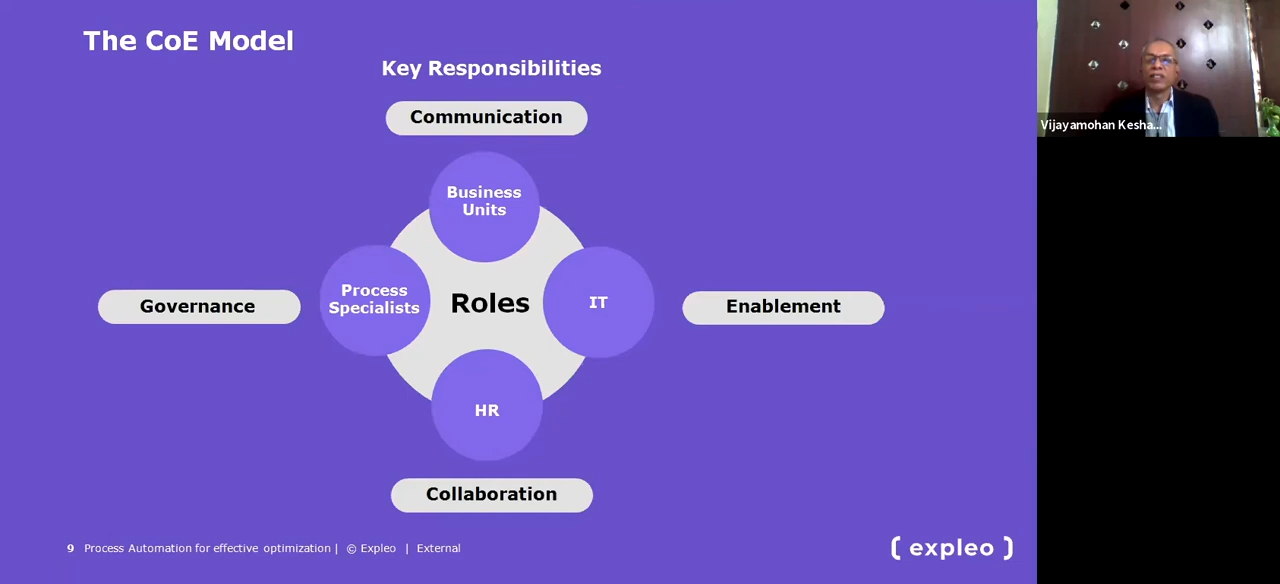 The CoE Model
Key Responsibilities
Communication
Business
Units
Process
Specialists
Governance
Roles
IT
Enablement
HR
Collaboration
9 Process Automation for effective optimization | © Expleo | External
( expleo )
Vijayamohan Kesha...